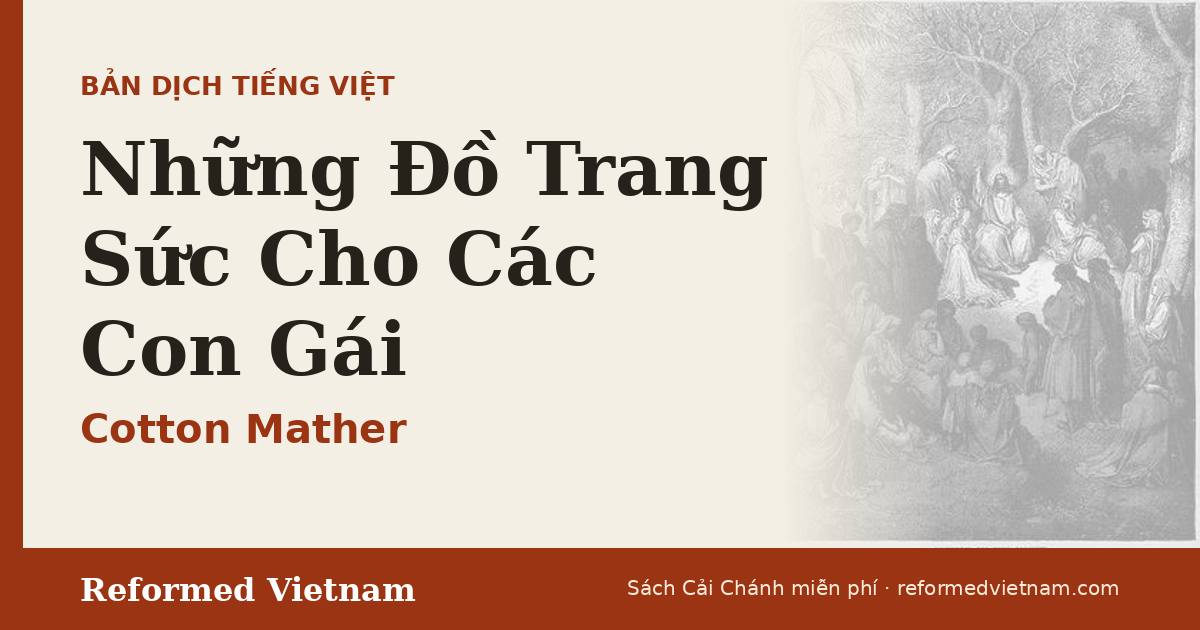 BẢN DỊCH TIẾNG VIỆT
Những Đồ Trang
Sức Cho Các
Con Gái
Cotton Mather
Reformed Vietnam
Sách Cải Chánh miễn phí · reformedvietnam.com